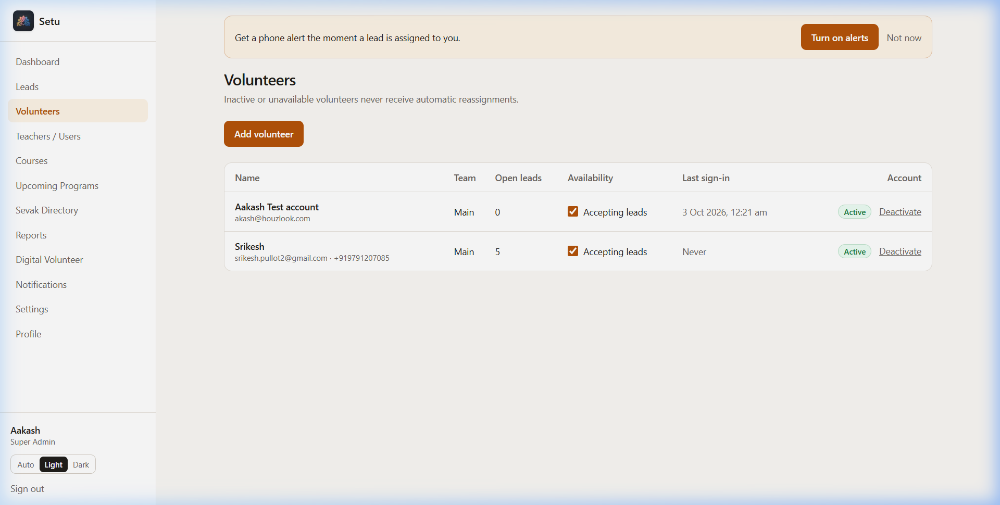 Setu
Dashboard
Leads
Volunteers
Teachers / Users
Courses
Upcoming Programs
Sevak Directory
Reports
Digital Volunteer
Notifications
Settings
Profile
Aakash
Super Admin
Auto Light Dark
Sign out
Get a phone alert the moment a lead is assigned to you. Turn on alerts Not now
Volunteers
Inactive or unavailable volunteers never receive automatic reassignments.
Add volunteer
Name Team Open leads Availability Last sign-in Account
Aakash Test account
akash@houzlook.com
Main 0 Accepting leads 3 Oct 2026, 12:21 am Active Deactivate
Srikesh
srikesh.pullot2@gmail.com · +919791207085
Main 5 Accepting leads Never Active Deactivate